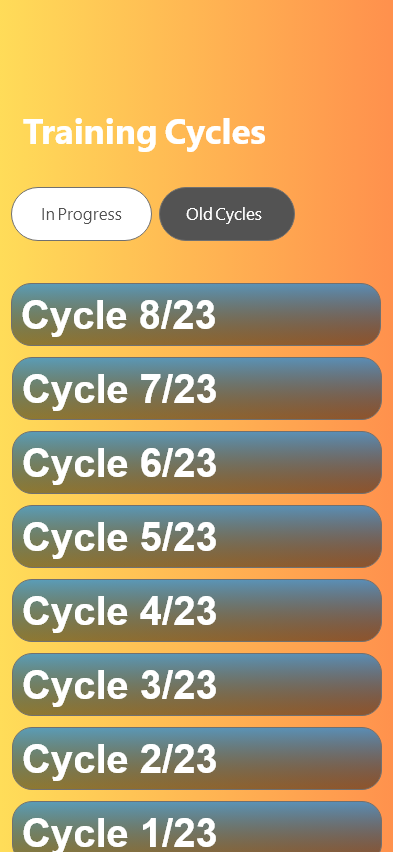 Training Cycles
In Progress
Old Cycles
Cycle 8/23
Cycle 7/23
Cycle 6/23
Cycle 5/23
Cycle 4/23
Cycle 3/23
Cycle 2/23
Cycle 1/23